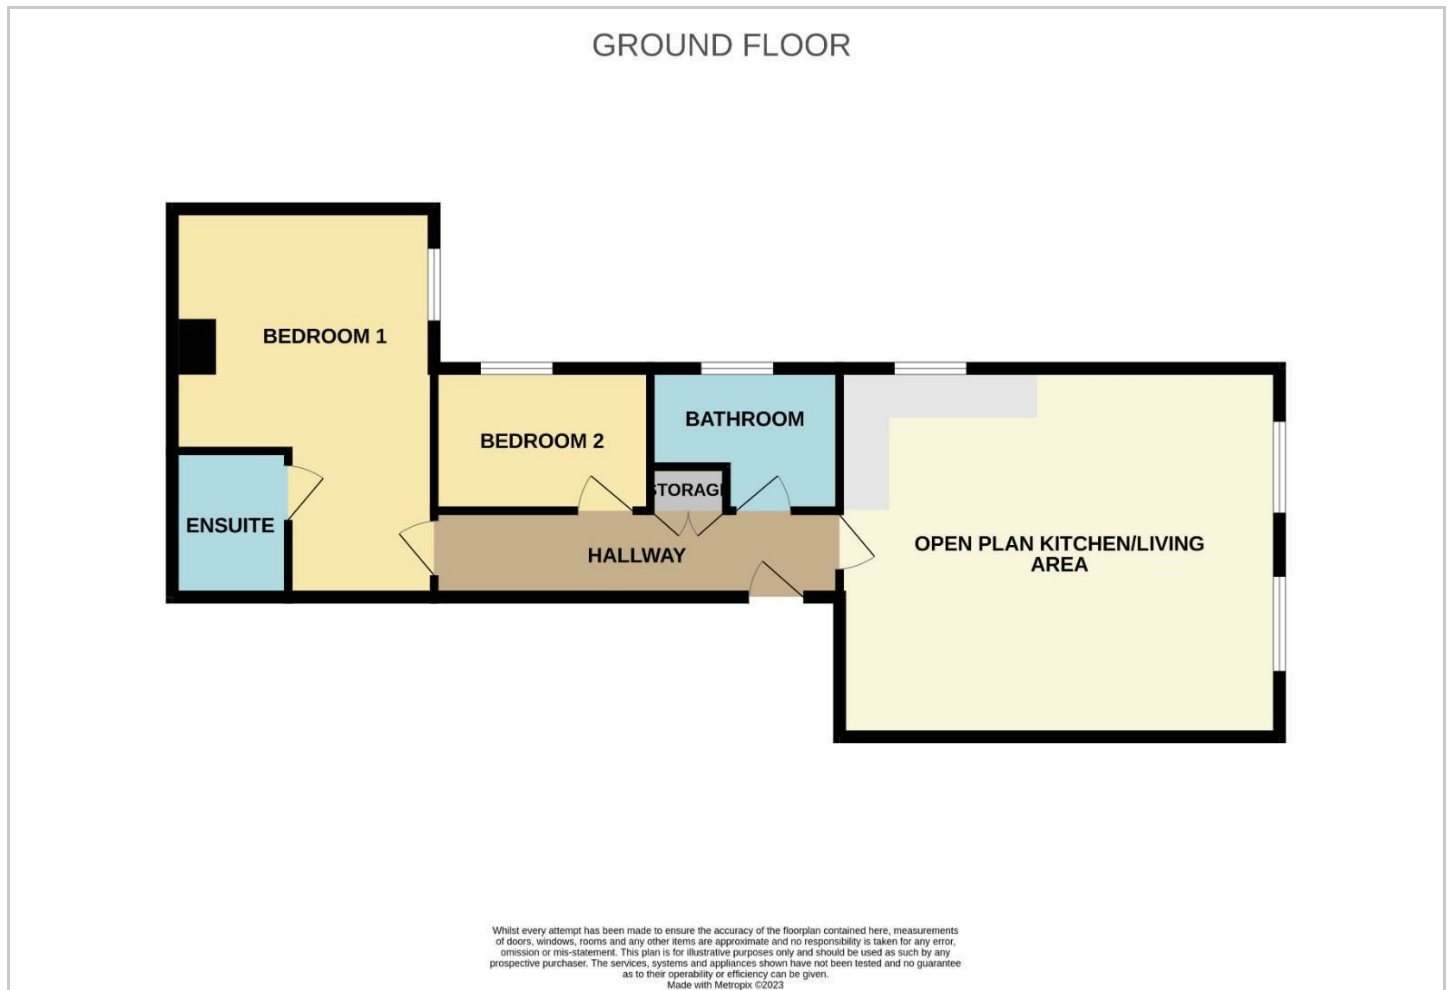 GROUND FLOOR
BEDROOM 1
BEDROOM 2
BATHROOM
STORAGE
ENSUITE
HALLWAY
OPEN PLAN KITCHEN/LIVING
AREA
Whilst every attempt has been made to ensure the accuracy of the floorplan contained here, measurements
of doors, windows, rooms and any other items are approximate and no responsibility is taken for any error,
omission or mis-statement. This plan is for illustrative purposes only and should be used as such by any
prospective purchaser. The services, systems and appliances shown have not been tested and no guarantee
as to their operability or efficiency can be given.
Made with Metropix ©2023